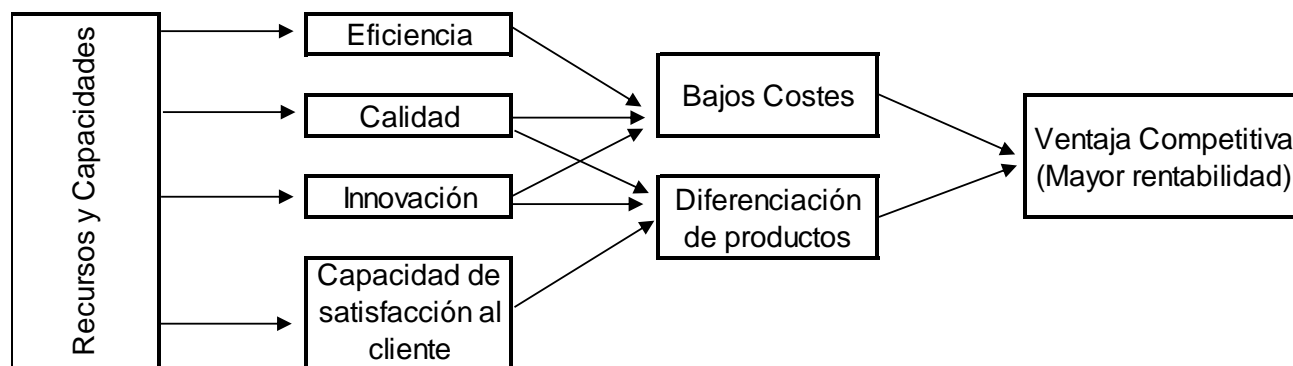 Recursos y Capacidades
Eficiencia
Calidad
Innovación
Capacidad de
satisfacción al
cliente
Bajos Costes
Diferenciación
de productos
Ventaja Competitiva
(Mayor rentabilidad)